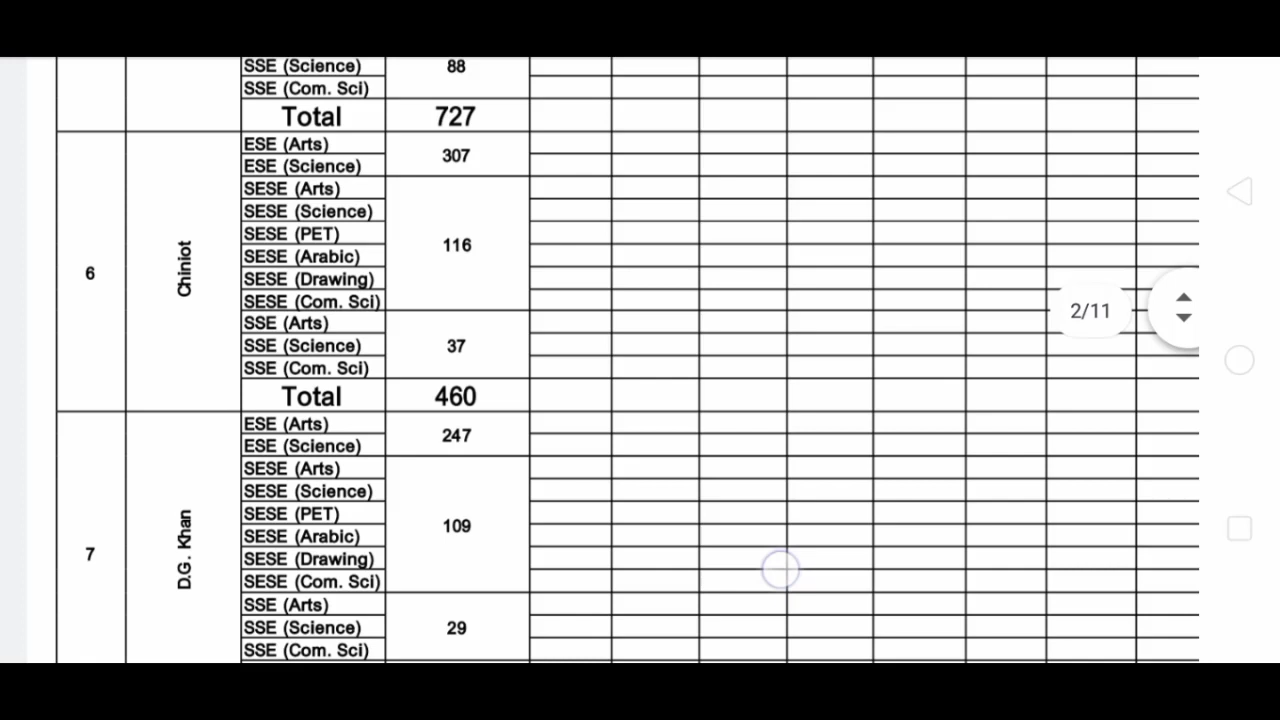 SSE (Science) 88
SSE (Com. Sci)
Total 727
6 Chiniot
ESE (Arts)
ESE (Science)
307
SESE (Arts)
SESE (Science)
SESE (PET)
SESE (Arabic)
SESE (Drawing)
SESE (Com. Sci)
116
SSE (Arts)
SSE (Science)
SSE (Com. Sci)
37
Total 460
7 D.G. Khan
ESE (Arts)
ESE (Science)
247
SESE (Arts)
SESE (Science)
SESE (PET)
SESE (Arabic)
SESE (Drawing)
SESE (Com. Sci)
109
SSE (Arts)
SSE (Science)
SSE (Com. Sci)
29
2/11